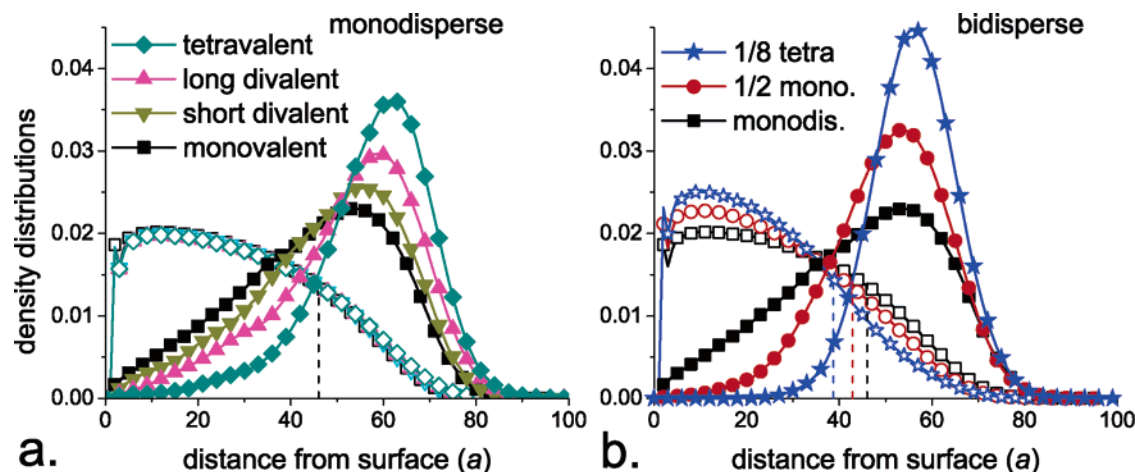 monodisperse
tetravalent
long divalent
short divalent
monovalent
density distributions
0.04
0.03
0.02
0.01
0.00
0 20 40 60 80 100
distance from surface (a)
a.
bidisperse
1/8 tetra
1/2 mono.
monodis.
0.04
0.03
0.02
0.01
0.00
0 20 40 60 80 100
distance from surface (a)
b.